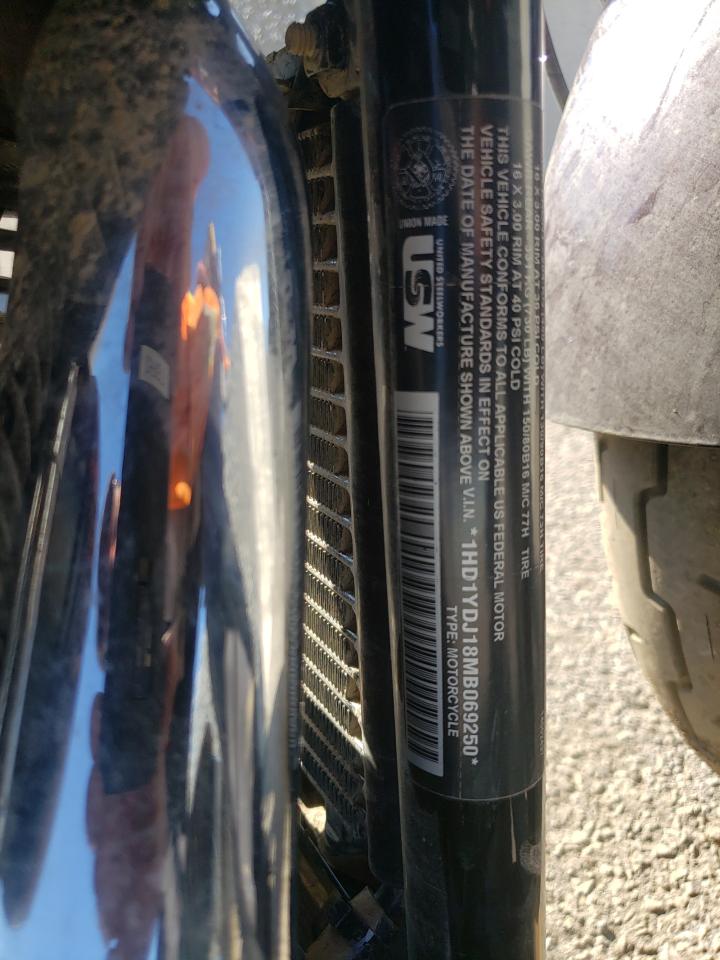 16 X 3.00 RIM AT 40 PSI COLD
THIS VEHICLE CONFORMS TO ALL APPLICABLE US FEDERAL MOTOR
VEHICLE SAFETY STANDARDS IN EFFECT ON
THE DATE OF MANUFACTURE SHOWN ABOVE V.I.N. *1HD1YDJ18MB069250*
TYPE: MOTORCYCLE
UNION MADE
UNITED STEELWORKERS
USW